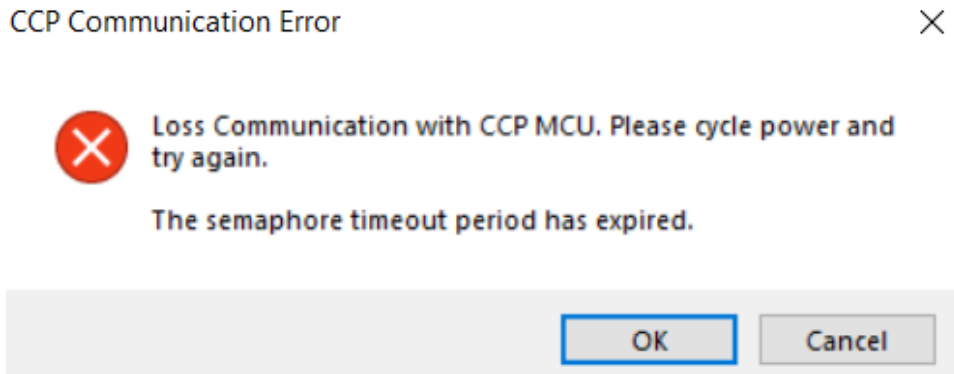 CCP Communication Error
Loss Communication with CCP MCU. Please cycle power and
try again.
The semaphore timeout period has expired.
OK
Cancel